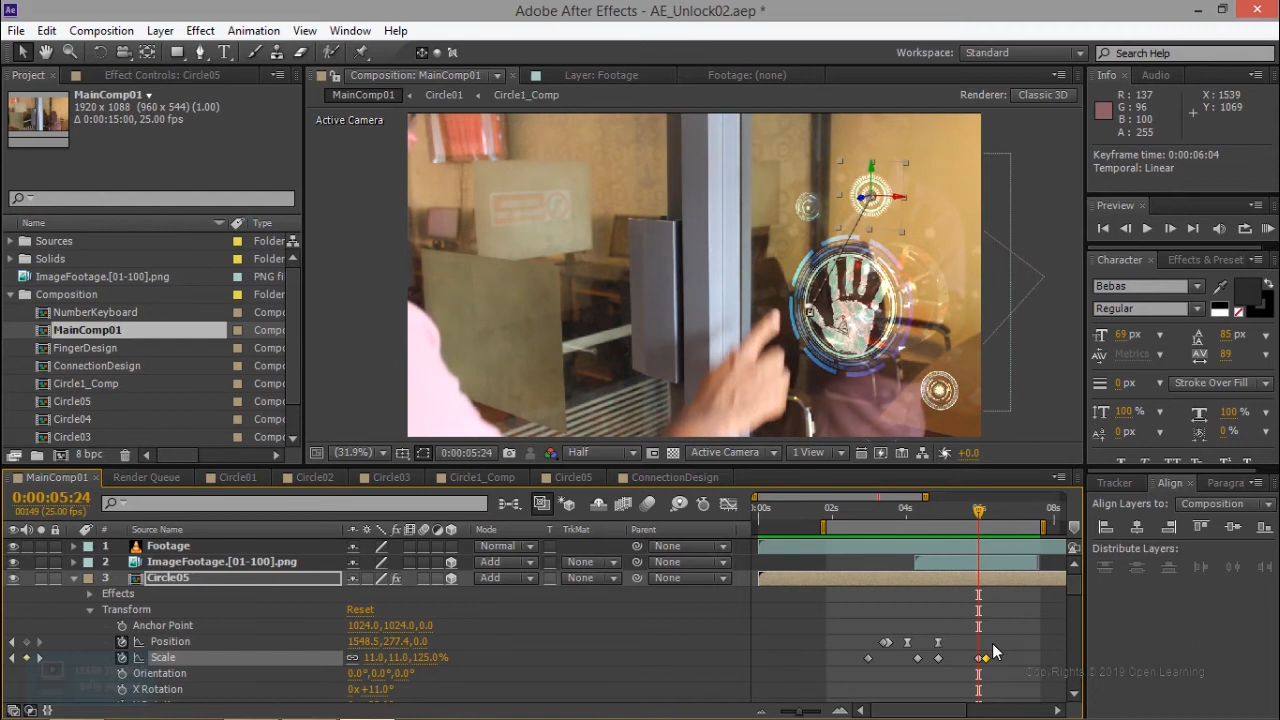 Adobe After Effects - AE_Unlock02.aep *
File Edit Composition Layer Effect Animation View Window Help
Workspace: Standard Search Help
Project Effect Controls: Circle05 Composition: MainComp01 Layer: Footage Footage: (none) Info Audio
MainComp01
1920 x 1088 (960 x 544) (1.00)
Δ 0:00:15:00, 25.00 fps
MainComp01 Circle01 Circle1_Comp Renderer: Classic 3D
Active Camera
R : 137
G : 96
B : 100
A : 255
X : 1539
Y : 1069
Keyframe time: 0:00:06:04
Temporal: Linear
Preview
Name Type
Sources Folder
Solids Folder
ImageFootage.[01-100].png PNG fi
Composition Folder
NumberKeyboard Compo
MainComp01 Compo
FingerDesign Compo
ConnectionDesign Compo
Circle1_Comp Compo
Circle05 Compo
Circle04 Compo
Circle03 Compo
8 bpc
Character Effects & Preset
Bebas
Regular
69 px 85 px
Metrics 89
0 px Stroke Over Fill
100 % 100 %
0 px 0 %
(31.9%) 0:00:05:24 Half Active Camera 1 View +0.0
MainComp01 Render Queue Circle01 Circle02 Circle03 Circle1_Comp Circle05 ConnectionDesign
0:00:05:24
00149 (25.00 fps)
0:00s 02s 04s 08s
# Source Name Mode T TrkMat Parent
1 Footage Normal None
2 ImageFootage.[01-100].png Add None None
3 Circle05 Add None None
Effects
Transform Reset
Anchor Point 1024.0,1024.0,0.0
Position 1548.5,277.4,0.0
Scale 11.0,11.0,125.0%
Orientation 0.0°,0.0°,0.0°
X Rotation 0x+11.0°
Tracker Align Paragra
Align Layers to: Composition
Distribute Layers:
Cop Rights © 2019 Open Learning